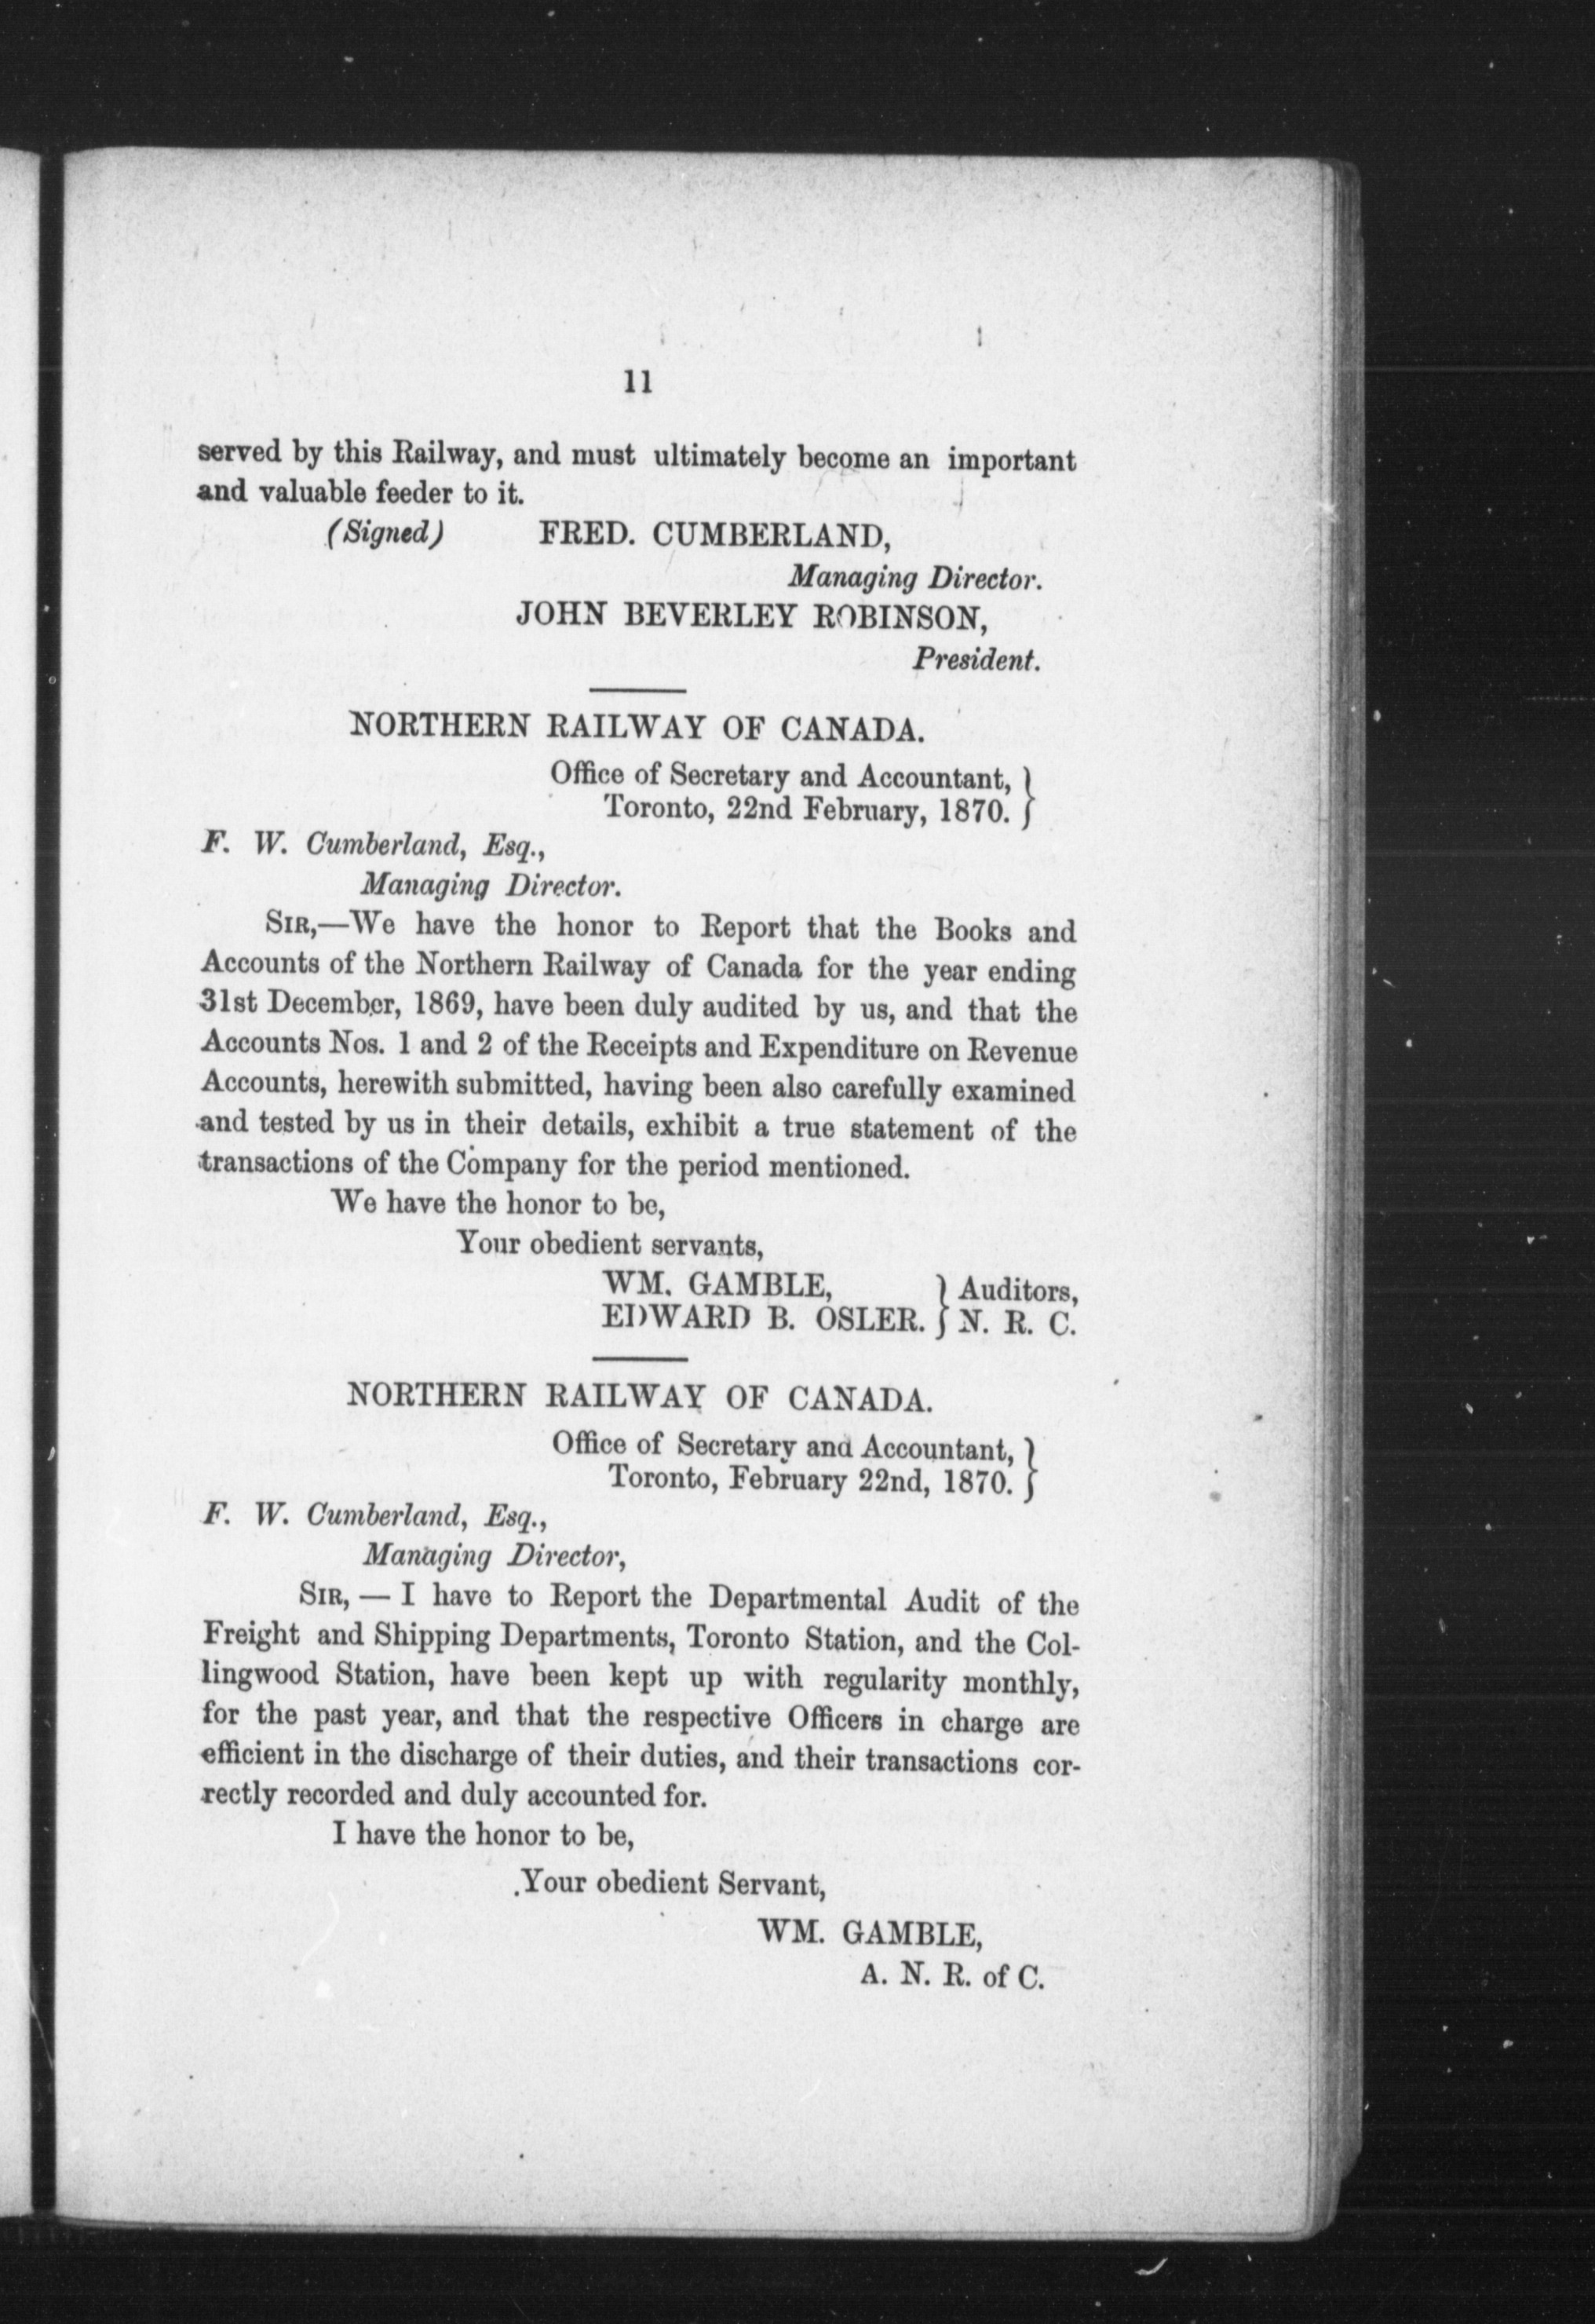 11
served by this Railway, and must ultimately become an important
and valuable feeder to it.
(Signed) FRED. CUMBERLAND,
Managing Director.
JOHN BEVERLEY ROBINSON,
President.
NORTHERN RAILWAY OF CANADA.
Office of Secretary and Accountant, }
Toronto, 22nd February, 1870. }
F. W. Cumberland, Esq.,
Managing Director.
SIR,—We have the honor to Report that the Books and
Accounts of the Northern Railway of Canada for the year ending
31st December, 1869, have been duly audited by us, and that the
Accounts Nos. 1 and 2 of the Receipts and Expenditure on Revenue
Accounts, herewith submitted, having been also carefully examined
and tested by us in their details, exhibit a true statement of the
transactions of the Company for the period mentioned.
We have the honor to be,
Your obedient servants,
WM. GAMBLE, } Auditors,
EDWARD B. OSLER. } N. R. C.
NORTHERN RAILWAY OF CANADA.
Office of Secretary and Accountant, }
Toronto, February 22nd, 1870. }
F. W. Cumberland, Esq.,
Managing Director,
SIR, — I have to Report the Departmental Audit of the
Freight and Shipping Departments, Toronto Station, and the Col-
lingwood Station, have been kept up with regularity monthly,
for the past year, and that the respective Officers in charge are
efficient in the discharge of their duties, and their transactions cor-
rectly recorded and duly accounted for.
I have the honor to be,
Your obedient Servant,
WM. GAMBLE,
A. N. R. of C.